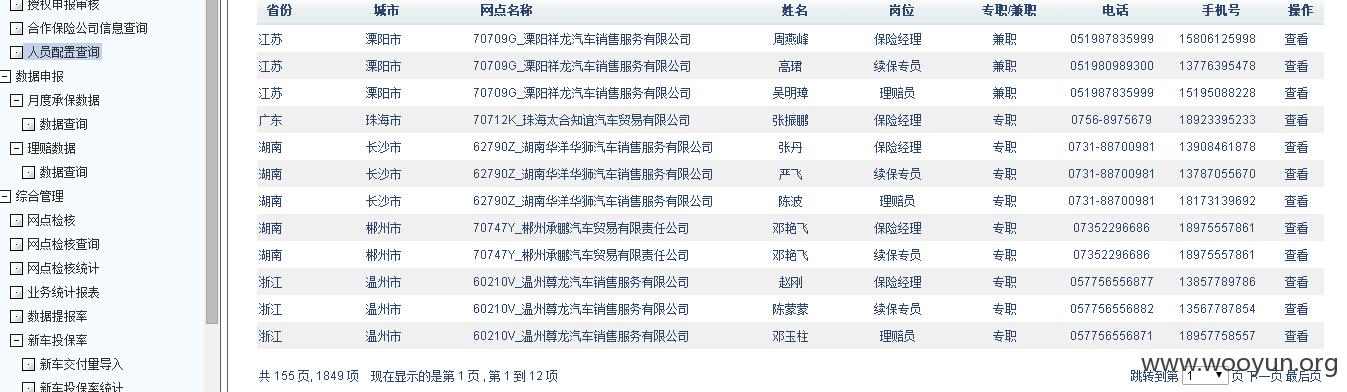 授权申报审核
合作保险公司信息查询
人员配置查询
数据申报
月度承保数据
数据查询
理赔数据
数据查询
综合管理
网点检核
网点检核查询
网点检核统计
业务统计报表
数据提报率
新车投保率
新车交付量导入
新车投保率统计
省份 城市 网点名称 姓名 岗位 专职/兼职 电话 手机号 操作
江苏 溧阳市 70709G_溧阳祥龙汽车销售服务有限公司 周燕峰 保险经理 兼职 051987835999 15806125998 查看
江苏 溧阳市 70709G_溧阳祥龙汽车销售服务有限公司 高珺 续保专员 兼职 051980989300 13776395478 查看
江苏 溧阳市 70709G_溧阳祥龙汽车销售服务有限公司 吴明璋 理赔员 兼职 051987835999 15195088228 查看
广东 珠海市 70712K_珠海太合知谊汽车贸易有限公司 张振鹏 保险经理 专职 0756-8975679 18923395233 查看
湖南 长沙市 62790Z_湖南华洋华狮汽车销售服务有限公司 张丹 保险经理 专职 0731-88700981 13908461878 查看
湖南 长沙市 62790Z_湖南华洋华狮汽车销售服务有限公司 严飞 续保专员 专职 0731-88700981 13787055670 查看
湖南 长沙市 62790Z_湖南华洋华狮汽车销售服务有限公司 陈波 理赔员 专职 0731-88700981 18173139692 查看
湖南 郴州市 70747Y_郴州承鹏汽车贸易有限责任公司 邓艳飞 保险经理 专职 07352296686 18975557861 查看
湖南 郴州市 70747Y_郴州承鹏汽车贸易有限责任公司 邓艳飞 续保专员 专职 07352296686 18975557861 查看
浙江 温州市 60210V_温州尊龙汽车销售服务有限公司 赵刚 保险经理 专职 057756556877 13857789786 查看
浙江 温州市 60210V_温州尊龙汽车销售服务有限公司 陈蒙蒙 续保专员 专职 057756556882 13567787854 查看
浙江 温州市 60210V_温州尊龙汽车销售服务有限公司 邓玉柱 理赔员 专职 057756556871 18957758557 查看
共 155 页, 1849 项 现在显示的是第 1 页 , 第 1 到 12 项
跳转到第 1 页 下一页 最后页
www.wooyun.org